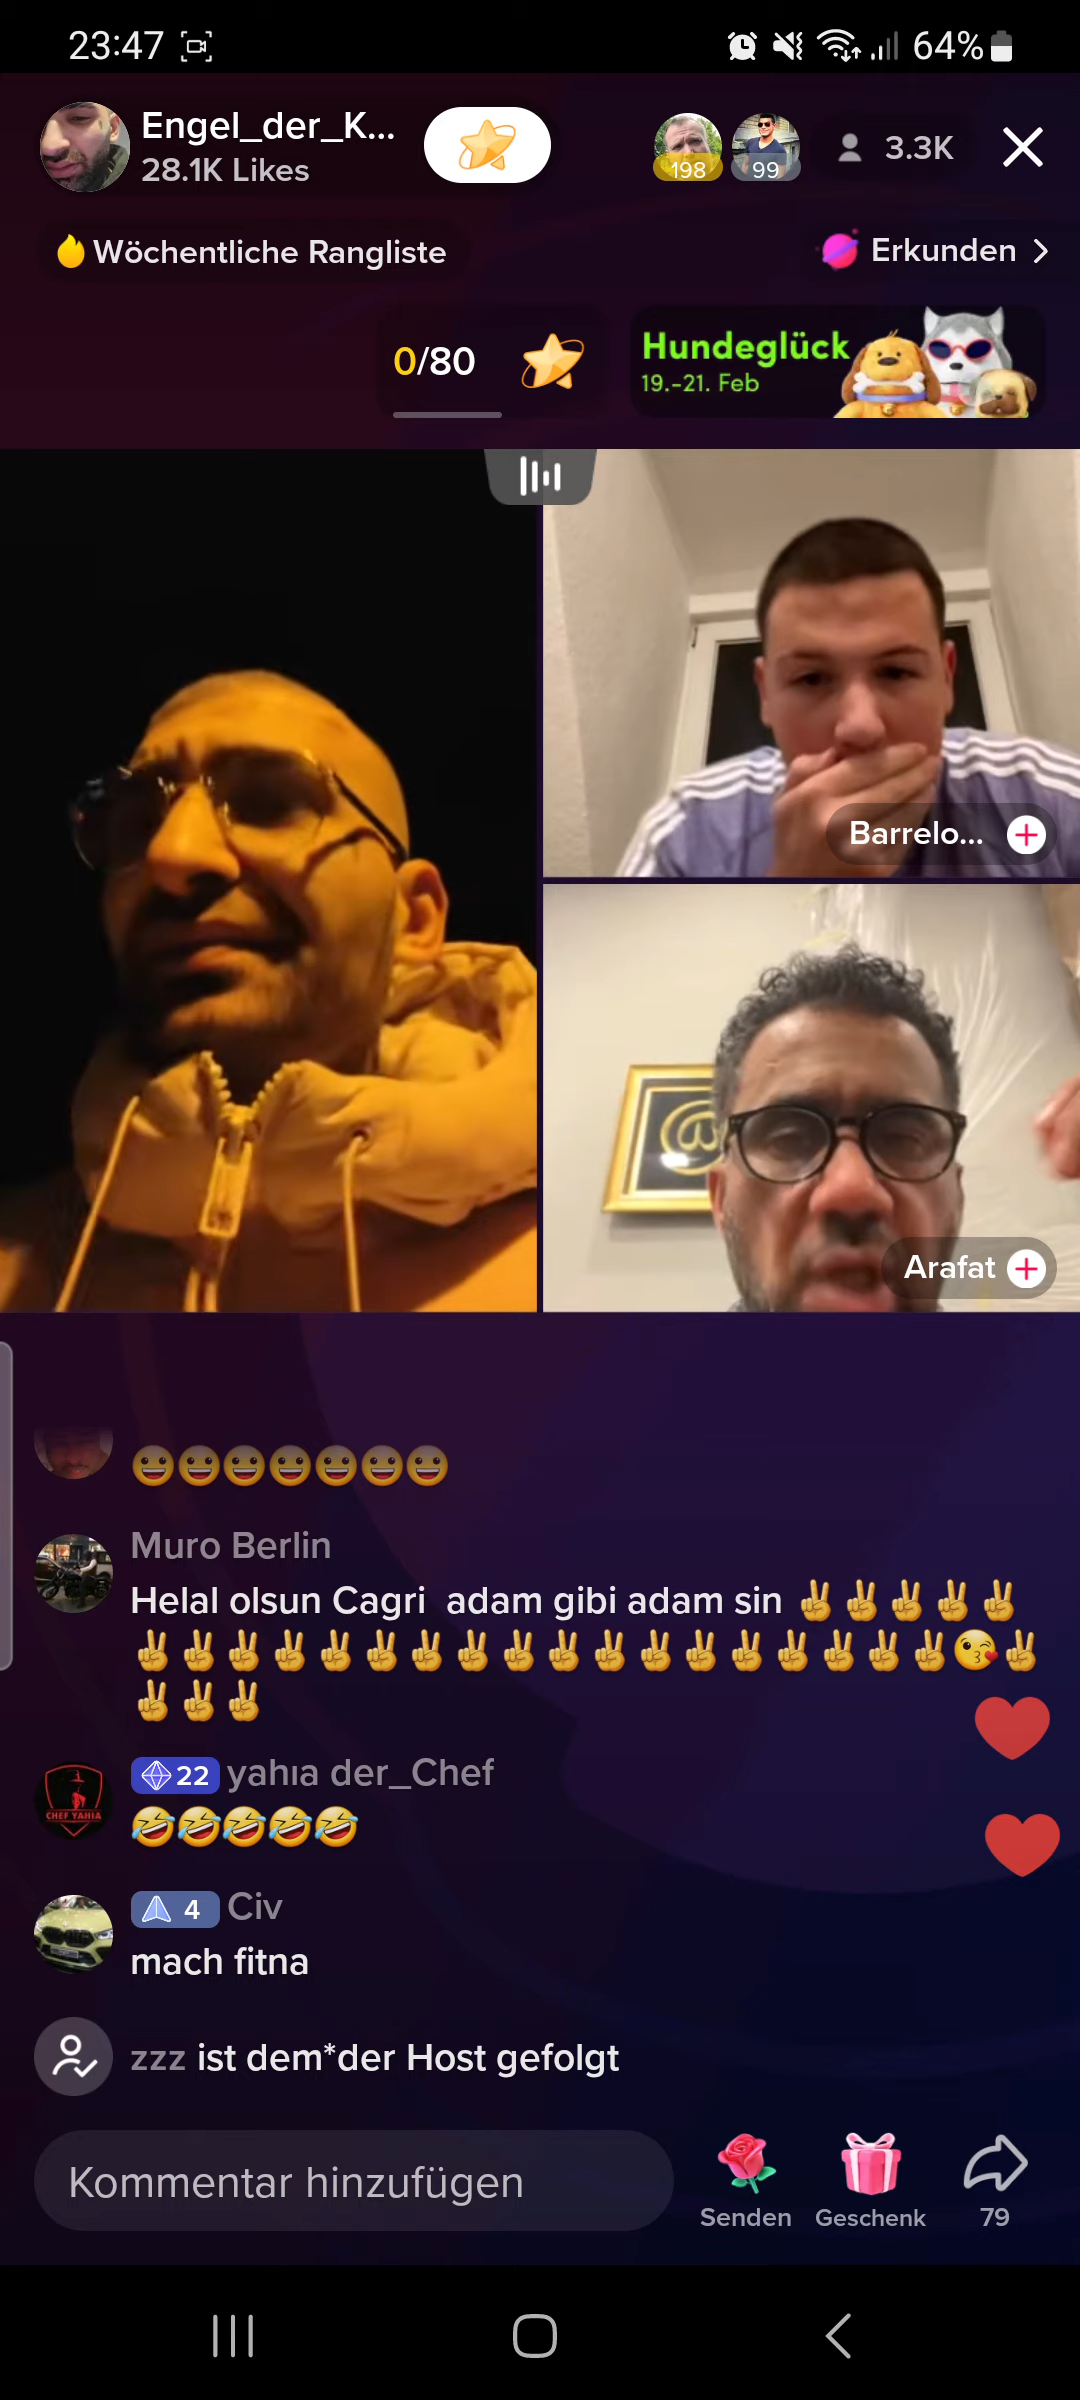 23:47
64%
Engel_der_K...
28.1K Likes
198
99
3.3K
Wöchentliche Rangliste
Erkunden
0/80
Hundeglück
19.-21. Feb
Barrelo...
Arafat
😀😀😀😀😀😀😀
Muro Berlin
Helal olsun Cagri  adam gibi adam sin ✌️✌️✌️✌️✌️
✌️✌️✌️✌️✌️✌️✌️✌️✌️✌️✌️✌️✌️✌️✌️✌️✌️✌️😘✌️
✌️✌️✌️
22 yahıa der_Chef
CHEF YAHIA
🤣🤣🤣🤣🤣
4 Civ
mach fitna
zzz ist dem*der Host gefolgt
Kommentar hinzufügen
Senden
Geschenk
79